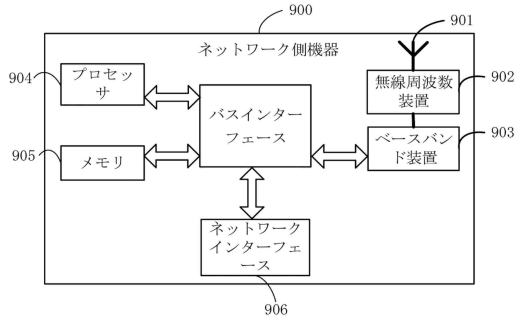 900
901
ネットワーク側機器
904
プロセッ
サ
無線周波数
装置
902
バスインター
フェース
ベースバン
ド装置
903
905
メモリ
ネットワーク
インターフェ
ース
906